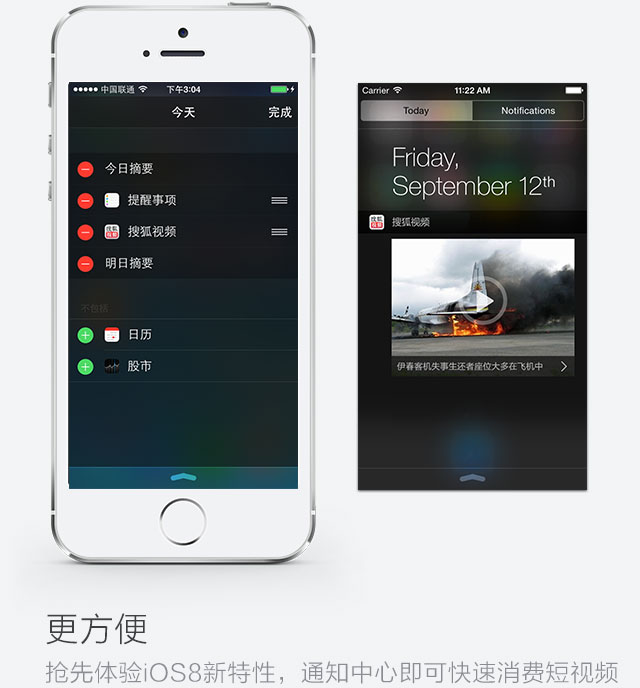 中国联通
下午3:04
今天
完成
今日摘要
提醒事项
搜狐视频
明日摘要
不包括
日历
股市
Carrier
11:22 AM
Today
Notifications
Friday,
September 12th
搜狐视频
伊春客机失事生还者座位大多在飞机中
更方便
抢先体验iOS8新特性，通知中心即可快速消费短视频